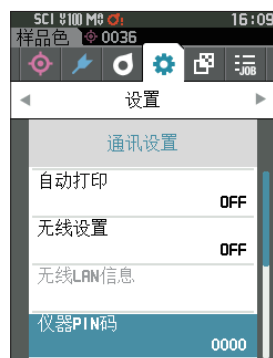 SCI 100 M 16:09
样品色 0036
JOB
设置
通讯设置
自动打印
OFF
无线设置
OFF
无线LAN信息
仪器PIN码
0000